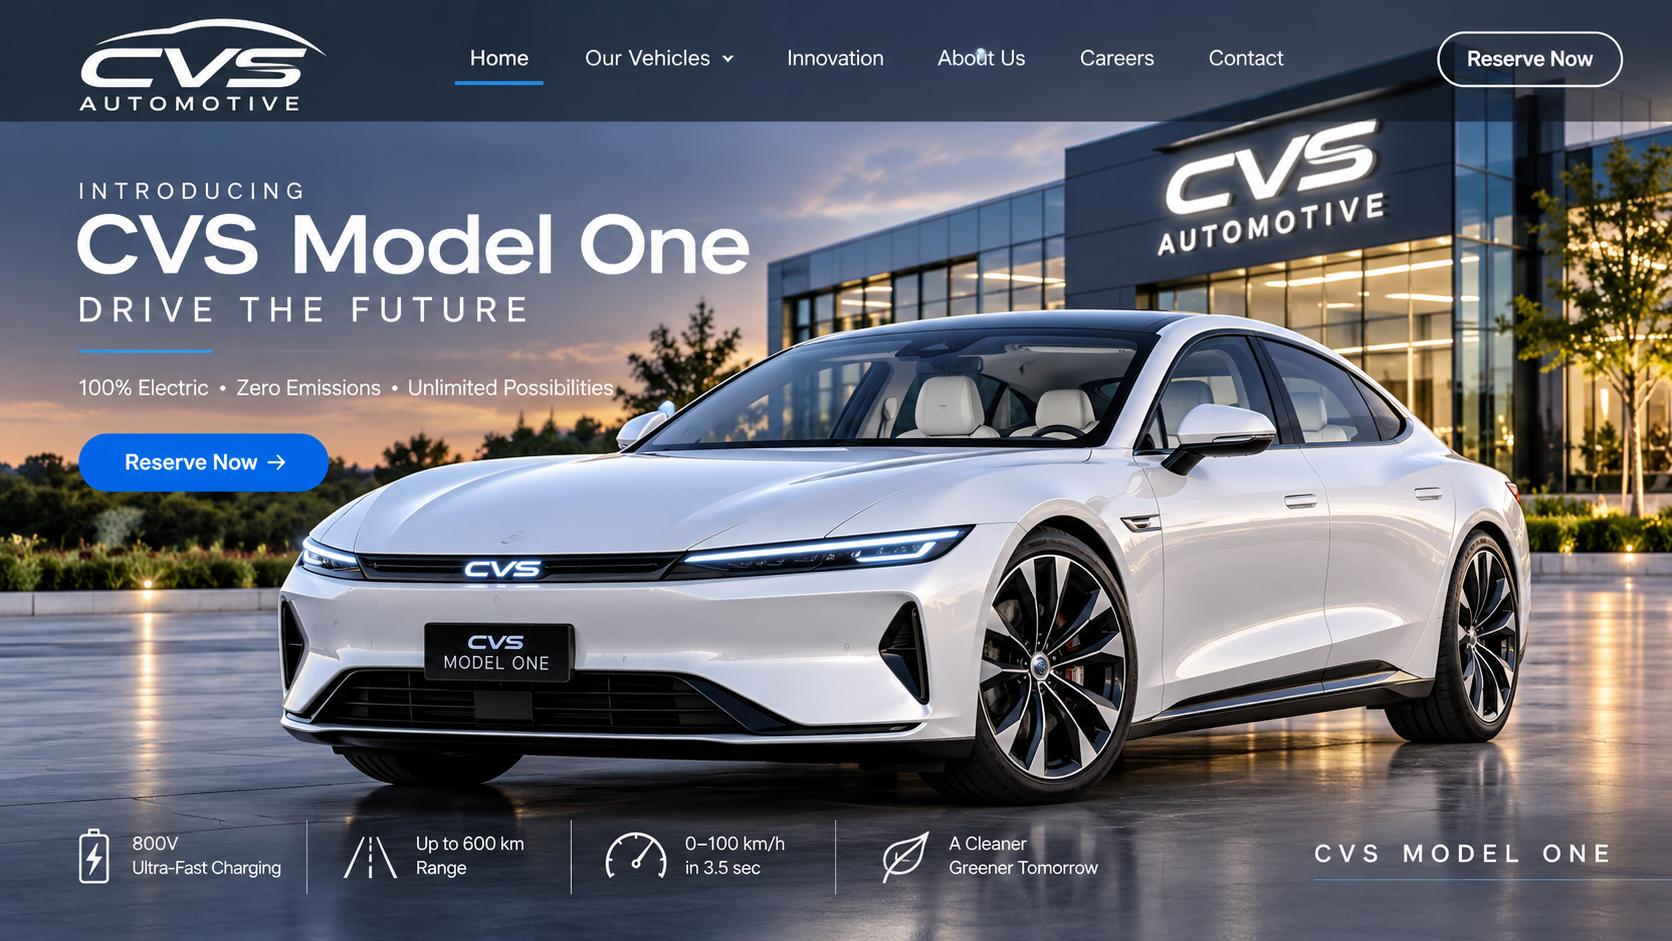 CVS
AUTOMOTIVE
Home
Our Vehicles
Innovation
About Us
Careers
Contact
Reserve Now
INTRODUCING
CVS Model One
DRIVE THE FUTURE
100% Electric • Zero Emissions • Unlimited Possibilities
Reserve Now →
CVS
AUTOMOTIVE
CVS
CVS
MODEL ONE
800V
Ultra-Fast Charging
Up to 600 km
Range
0–100 km/h
in 3.5 sec
A Cleaner
Greener Tomorrow
CVS MODEL ONE